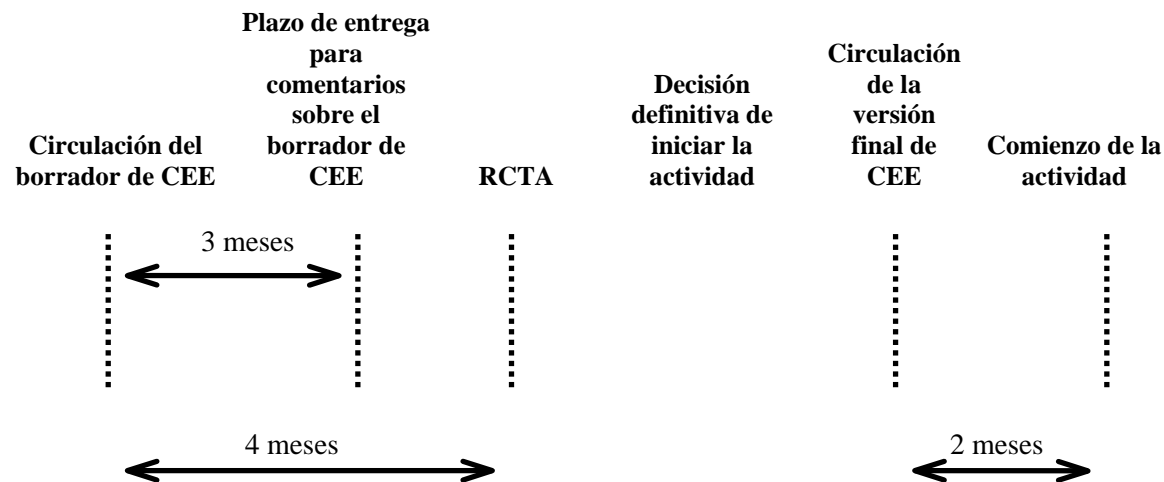 Circulación del
borrador de CEE
Plazo de entrega
para
comentarios
sobre el
borrador de
CEE
RCTA
Decisión
definitiva de
iniciar la
actividad
Circulación
de la
versión
final de
CEE
Comienzo de la
actividad
3 meses
4 meses
2 meses